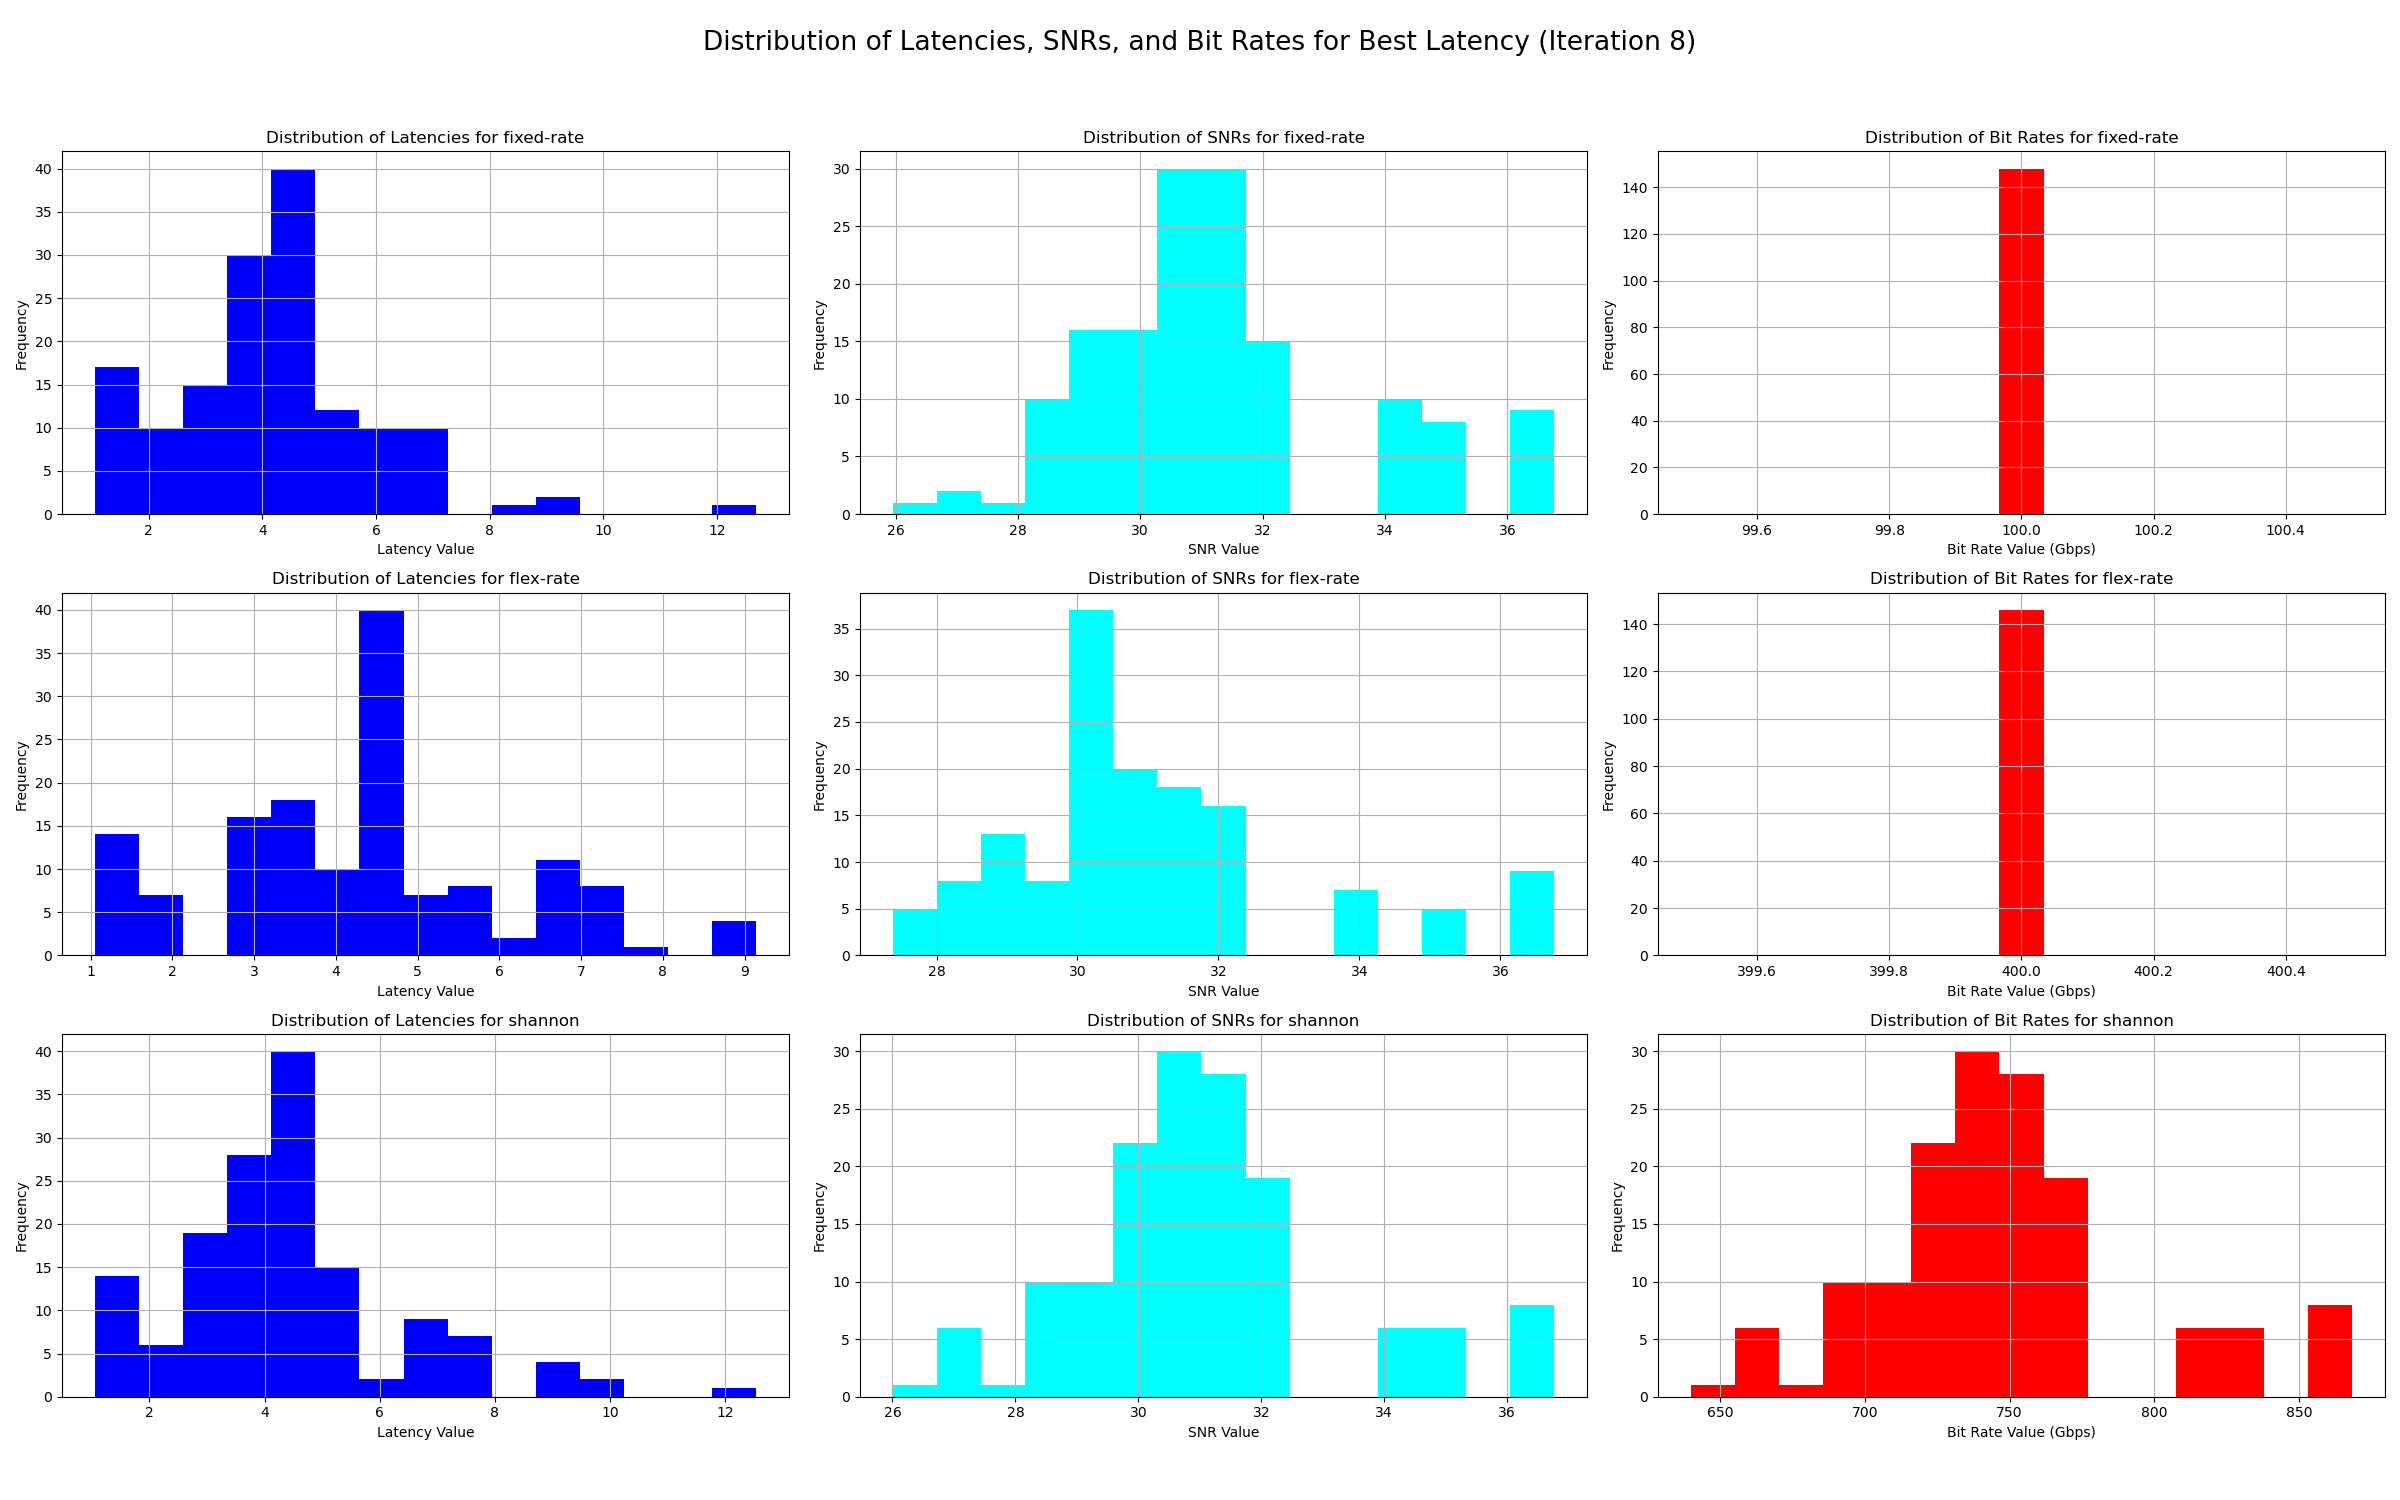 Distribution of Latencies, SNRs, and Bit Rates for Best Latency (Iteration 8)
Distribution of Latencies for fixed-rate
Frequency
40
35
30
25
20
15
10
5
0
2 4 6 8 10 12
Latency Value
Distribution of SNRs for fixed-rate
Frequency
30
25
20
15
10
5
0
26 28 30 32 34 36
SNR Value
Distribution of Bit Rates for fixed-rate
Frequency
140
120
100
80
60
40
20
0
99.6 99.8 100.0 100.2 100.4
Bit Rate Value (Gbps)
Distribution of Latencies for flex-rate
Frequency
40
35
30
25
20
15
10
5
0
1 2 3 4 5 6 7 8 9
Latency Value
Distribution of SNRs for flex-rate
Frequency
35
30
25
20
15
10
5
0
28 30 32 34 36
SNR Value
Distribution of Bit Rates for flex-rate
Frequency
140
120
100
80
60
40
20
0
399.6 399.8 400.0 400.2 400.4
Bit Rate Value (Gbps)
Distribution of Latencies for shannon
Frequency
40
35
30
25
20
15
10
5
0
2 4 6 8 10 12
Latency Value
Distribution of SNRs for shannon
Frequency
30
25
20
15
10
5
0
26 28 30 32 34 36
SNR Value
Distribution of Bit Rates for shannon
Frequency
30
25
20
15
10
5
0
650 700 750 800 850
Bit Rate Value (Gbps)